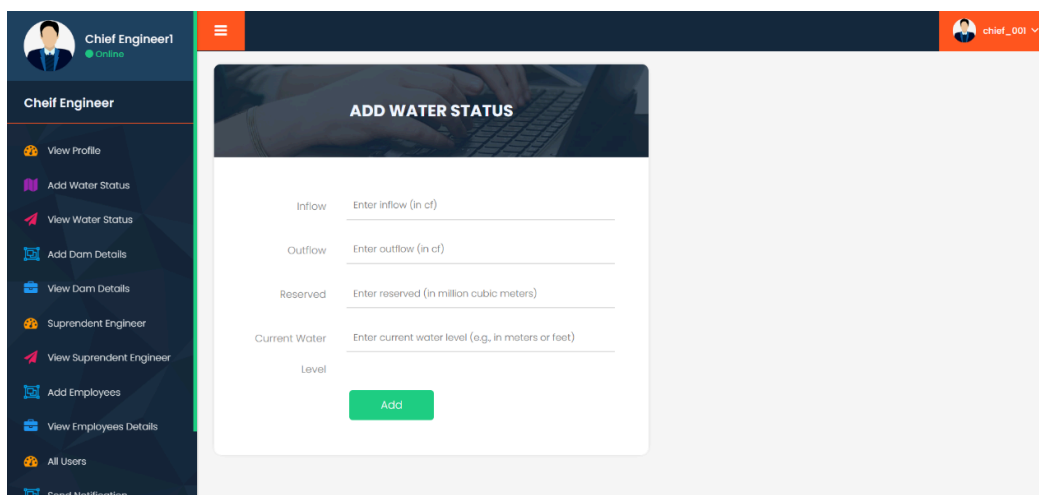 Chief Engineer1
Online
chief_001
Cheif Engineer
View Profile
Add Water Status
View Water Status
Add Dam Details
View Dam Details
Suprendent Engineer
View Suprendent Engineer
Add Employees
View Employees Details
All Users
Send Notification
ADD WATER STATUS
Inflow
Enter inflow (in cf)
Outflow
Enter outflow (in cf)
Reserved
Enter reserved (in million cubic meters)
Current Water
Level
Enter current water level (e.g., in meters or feet)
Add